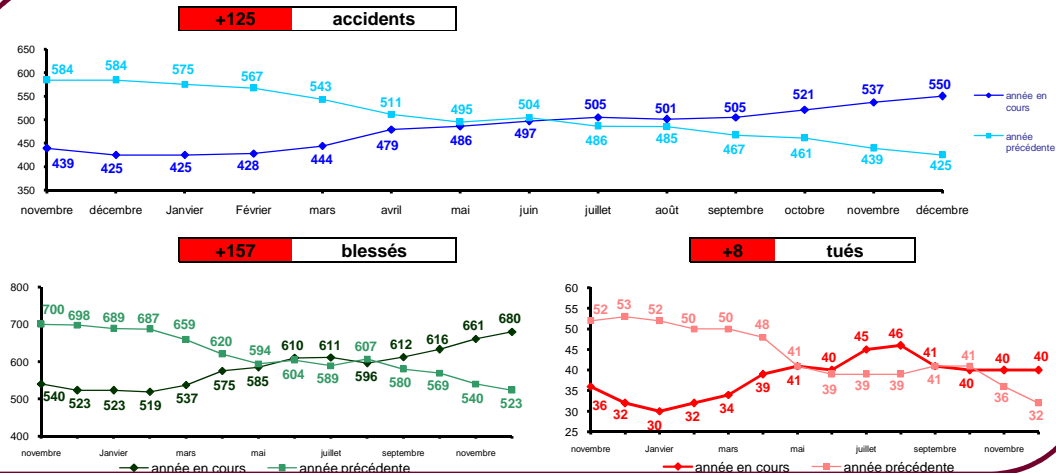 +125 accidents
650
600
550
500
450
400
350
584 584 575 567 543 511 495 504 505 501 505 521 537 550
439 425 425 428 444 479 486 497 486 485 467 461 439 425
novembre décembre Janvier Février mars avril mai juin juillet août septembre octobre novembre décembre
année en
cours
année
précédente
+157 blessés
800
700
600
500
400
700 698 689 687 659 620 594 610 611 607 612 616 661 680
540 523 523 519 537 575 585 604 589 596 580 569 540 523
novembre Janvier mars mai juillet septembre novembre
année en cours année précédente
+8 tués
60
55
50
45
40
35
30
25
52 53 52 50 50 48 41 40 45 46 41 41 40 40
36 32 30 32 34 39 41 39 39 39 41 40 36 32
novembre Janvier mars mai juillet septembre novembre
année en cours année précédente